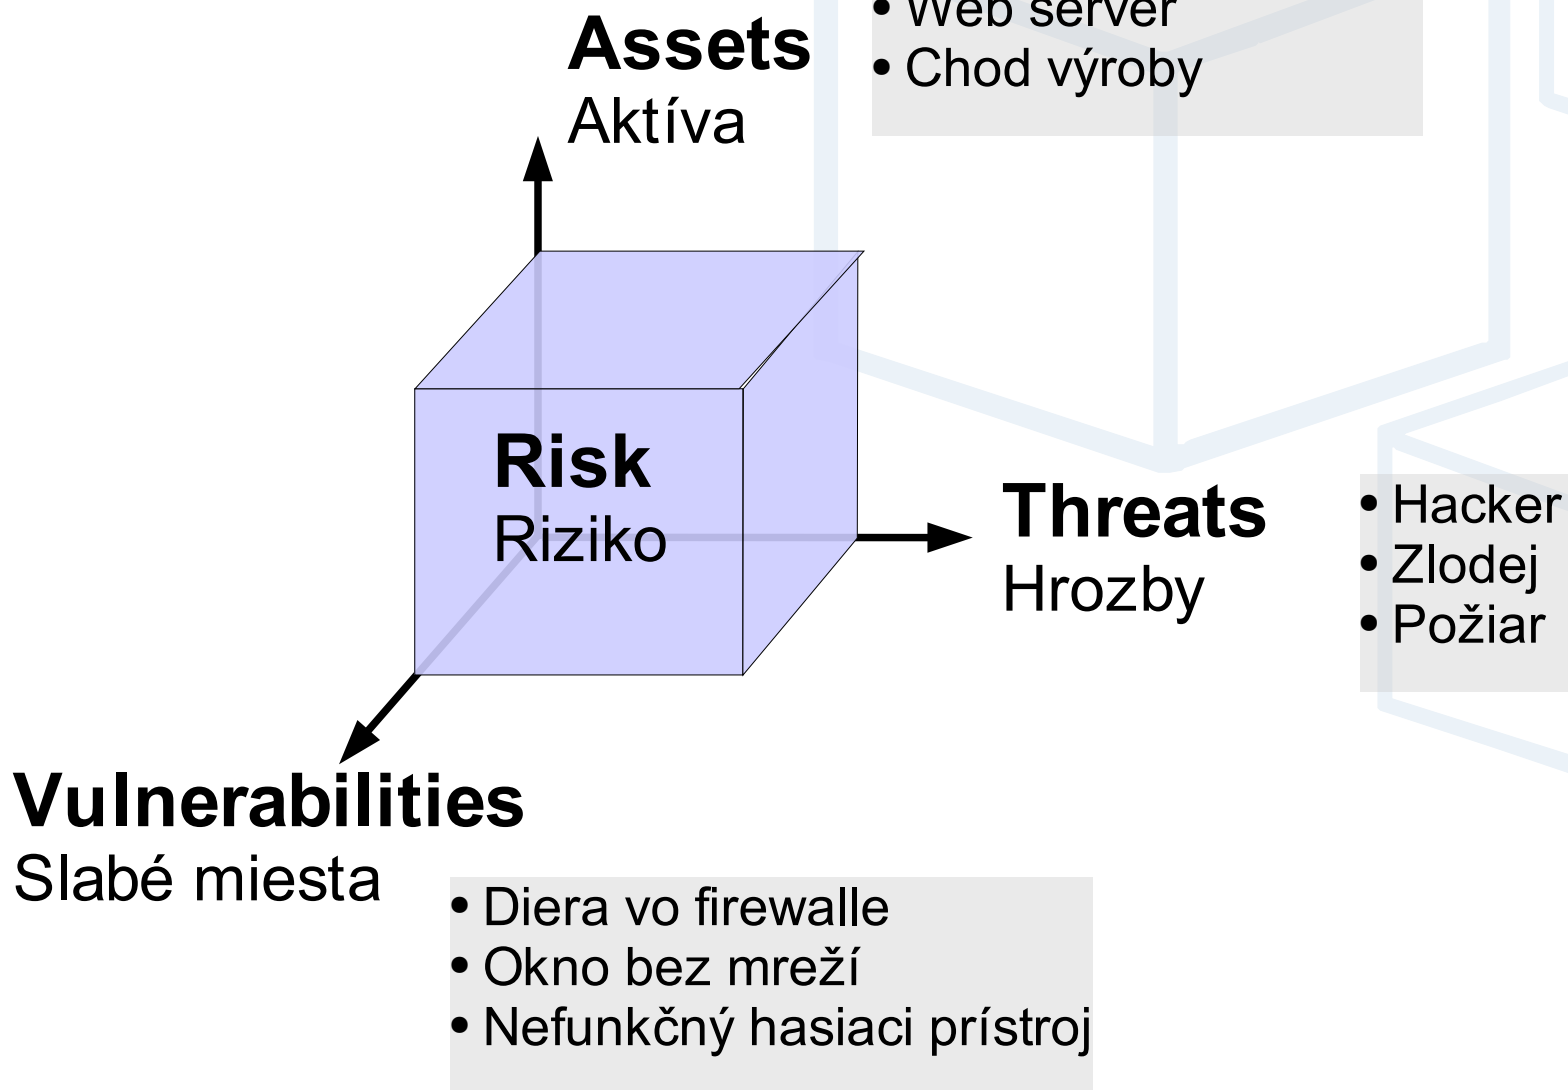 Assets
Aktíva
• Web server
• Chod výroby
Risk
Riziko
Threats
Hrozby
• Hacker
• Zlodej
• Požiar
Vulnerabilities
Slabé miesta
• Diera vo firewalle
• Okno bez mreží
• Nefunkčný hasiaci prístroj